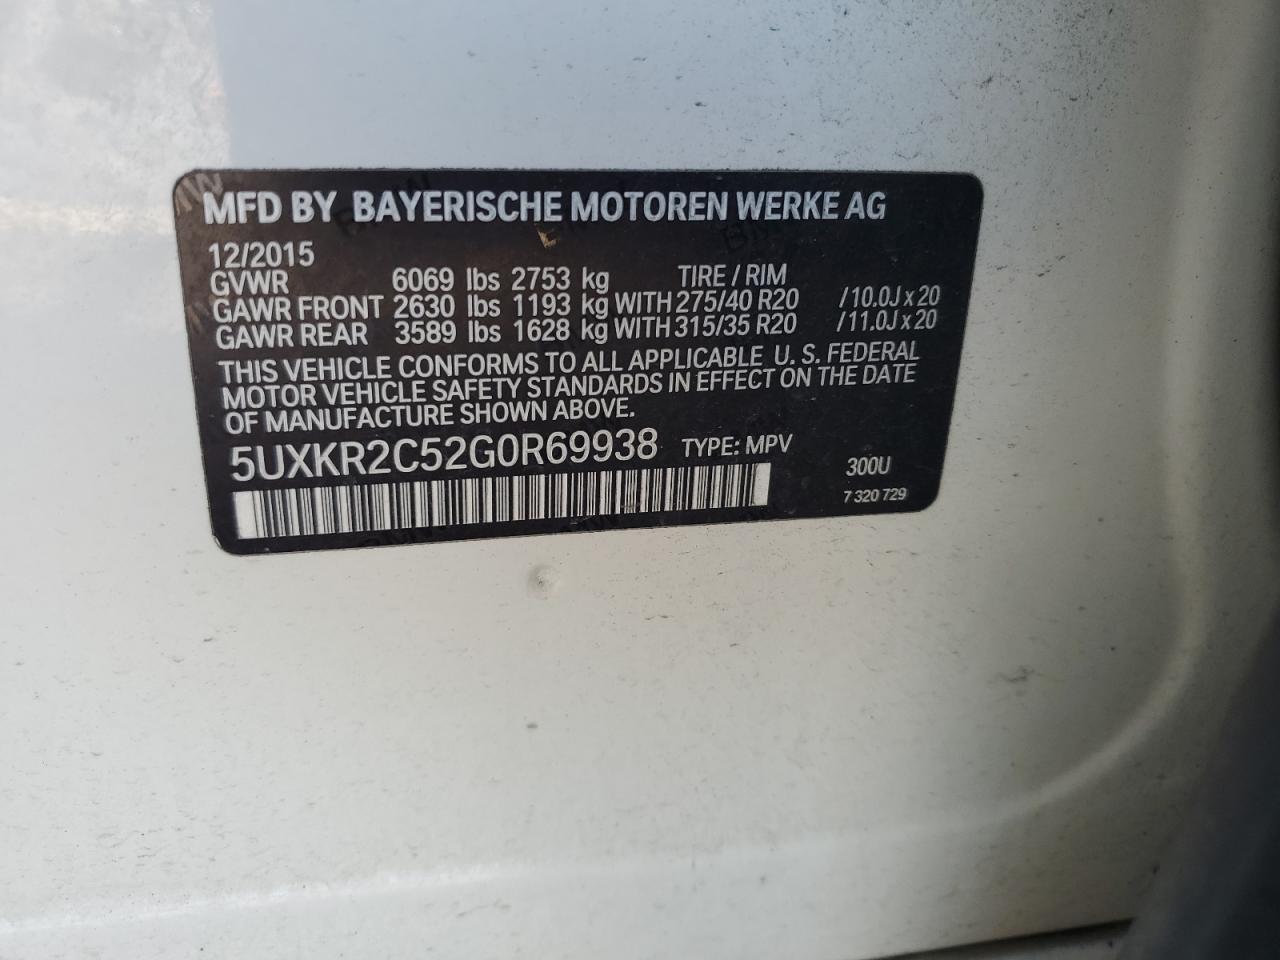 MFD BY BAYERISCHE MOTOREN WERKE AG
12/2015
GVWR 6069 lbs 2753 kg TIRE / RIM
GAWR FRONT 2630 lbs 1193 kg WITH 275/40 R20 /10.0J x 20
GAWR REAR 3589 lbs 1628 kg WITH 315/35 R20 /11.0J x 20
THIS VEHICLE CONFORMS TO ALL APPLICABLE U. S. FEDERAL
MOTOR VEHICLE SAFETY STANDARDS IN EFFECT ON THE DATE
OF MANUFACTURE SHOWN ABOVE.
5UXKR2C52G0R69938 TYPE: MPV 300U
7 320 729